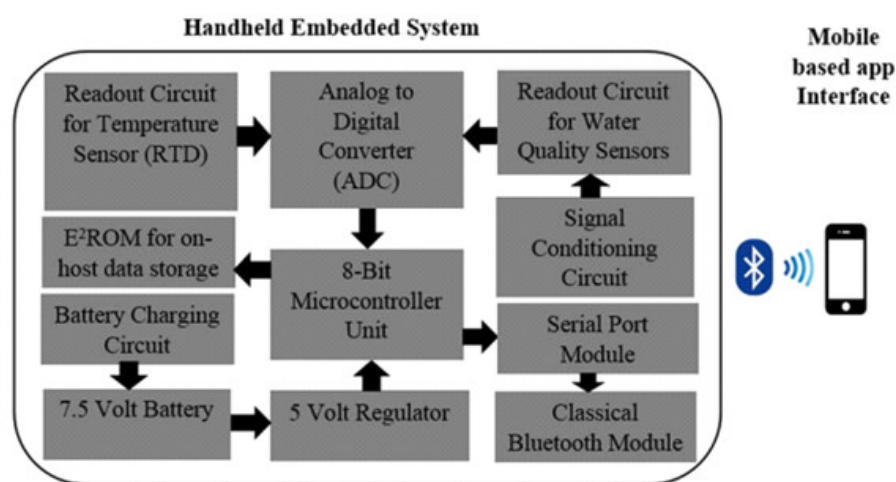 Handheld Embedded System
Mobile
based app
Interface
Readout Circuit
for Temperature
Sensor (RTD)
Analog to
Digital
Converter
(ADC)
Readout Circuit
for Water
Quality Sensors
E²ROM for on-
host data storage
8-Bit
Microcontroller
Unit
Signal
Conditioning
Circuit
Battery Charging
Circuit
Serial Port
Module
7.5 Volt Battery
5 Volt Regulator
Classical
Bluetooth Module